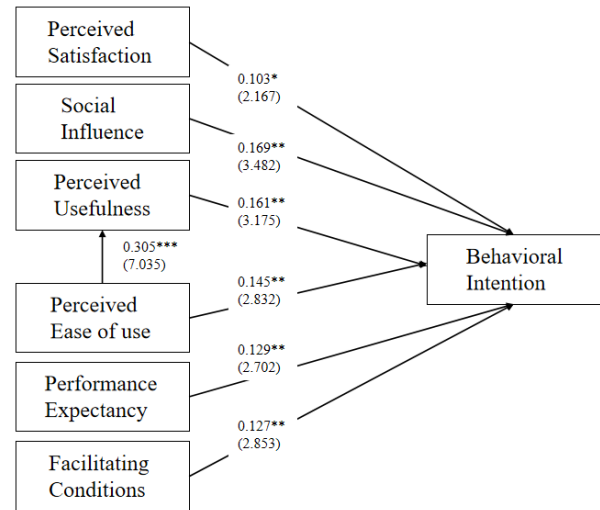 Perceived
Satisfaction
0.103*
(2.167)
Social
Influence
0.169**
(3.482)
Perceived
Usefulness
0.161**
(3.175)
0.305***
(7.035)
Behavioral
Intention
Perceived
Ease of use
0.145**
(2.832)
Performance
Expectancy
0.129**
(2.702)
Facilitating
Conditions
0.127**
(2.853)